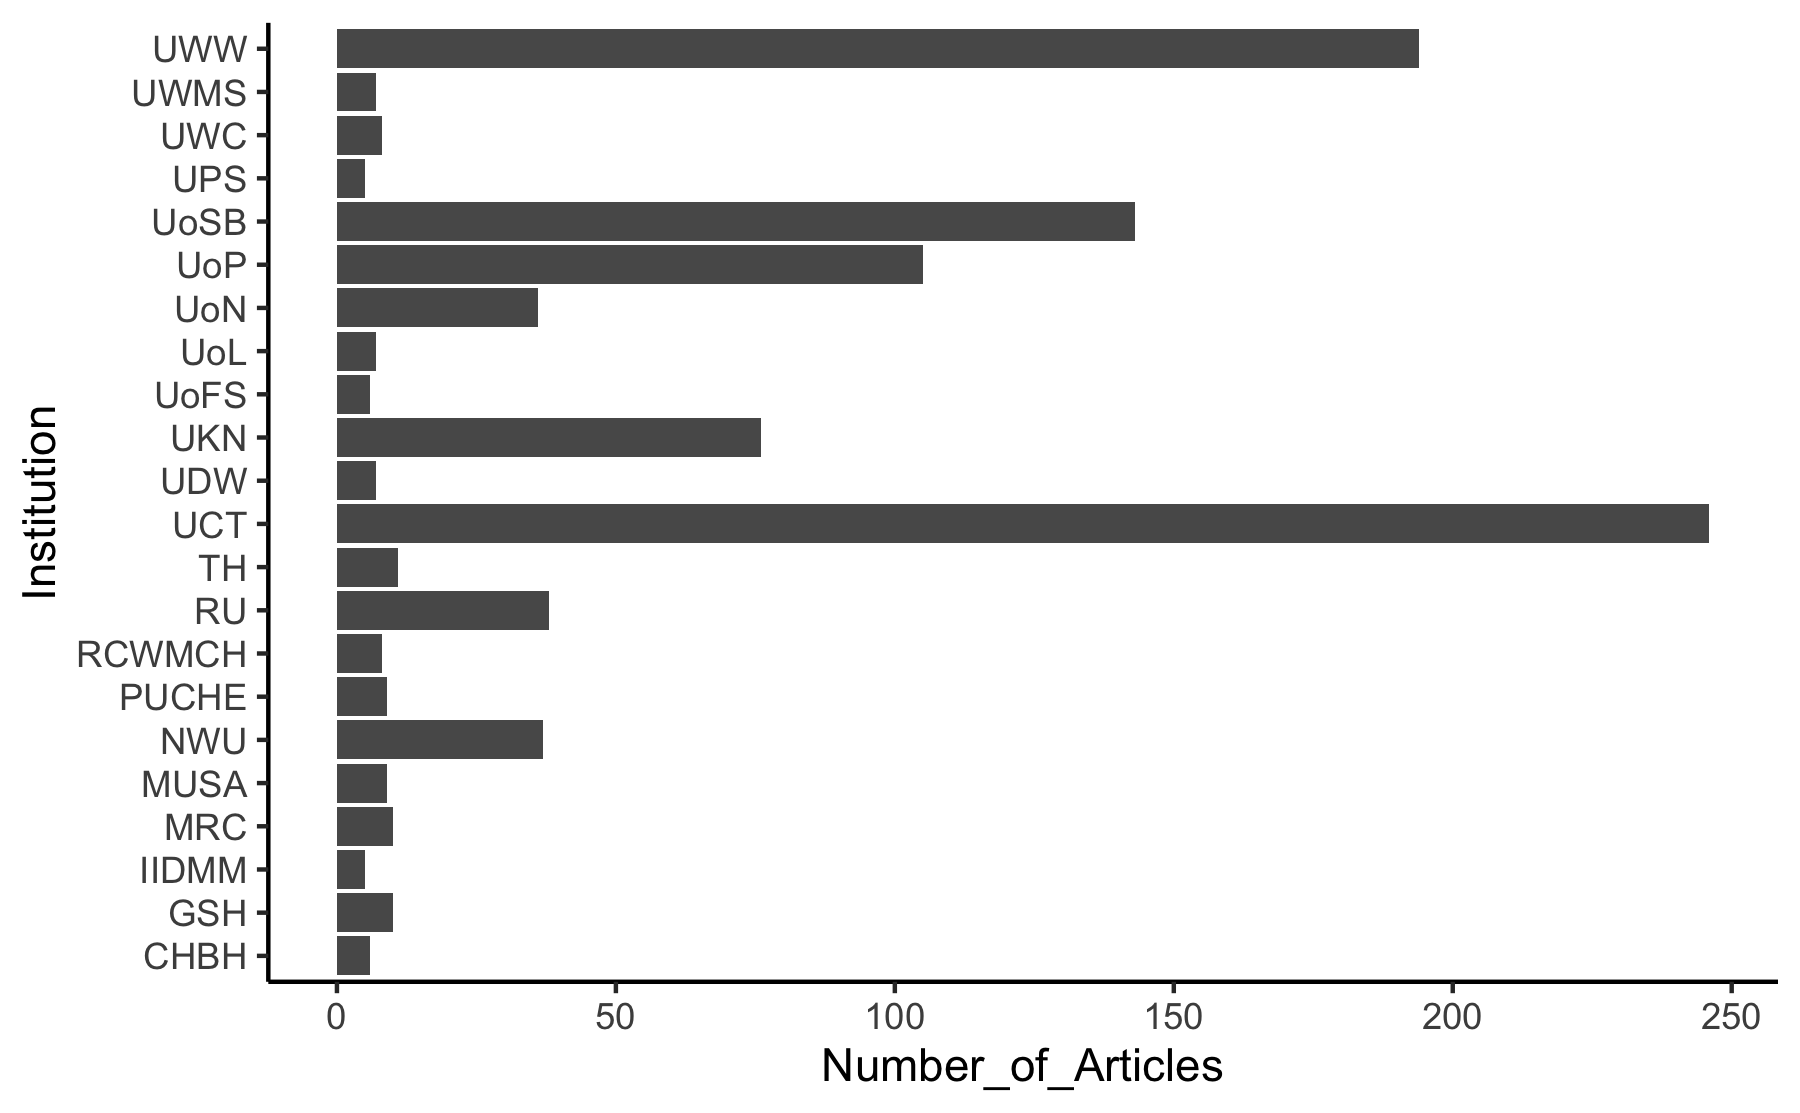 UWW
UWMS
UWC
UPS
UoSB
UoP
UoN
UoL
UoFS
UKN
UDW
UCT
TH
RU
RCWMCH
PUCHE
NWU
MUSA
MRC
IIDMM
GSH
CHBH
Institution
0 50 100 150 200 250
Number_of_Articles